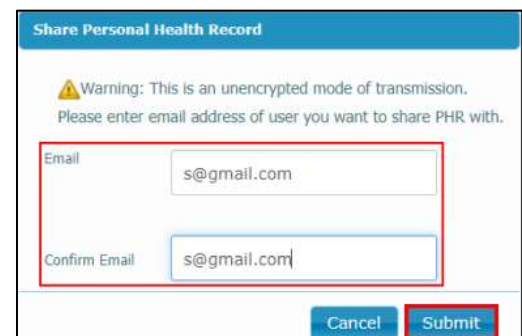 Share Personal Health Record
Warning: This is an unencrypted mode of transmission.
Please enter email address of user you want to share PHR with.
Email
s@gmail.com
Confirm Email
s@gmail.com
Cancel Submit